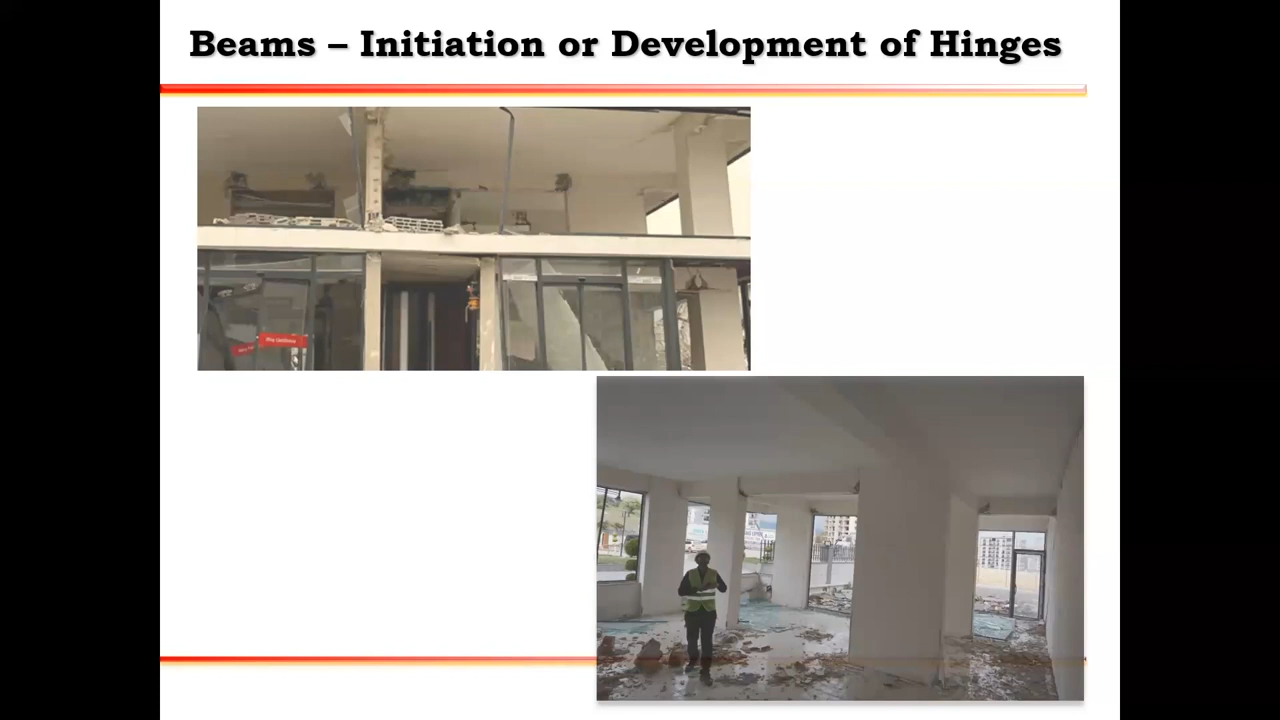 Beams – Initiation or Development of Hinges